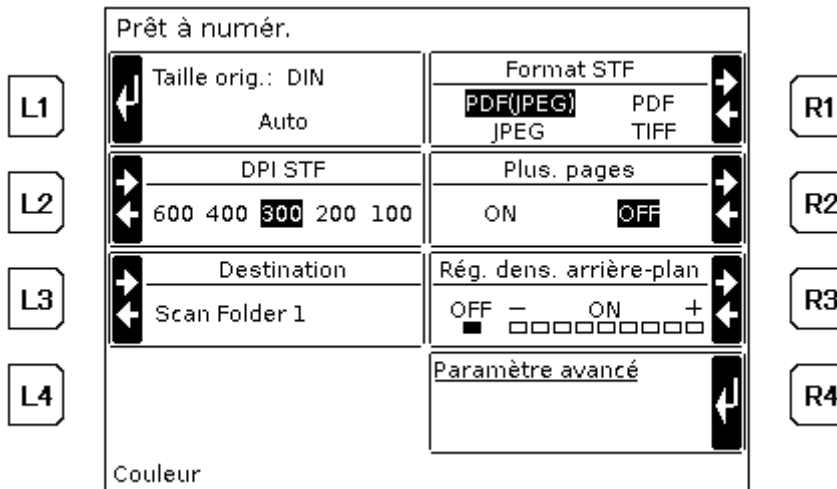 Prêt à numér.
L1
Taille orig.: DIN
Auto
Format STF
PDF(JPEG) PDF
JPEG TIFF
R1
L2
DPI STF
600 400 300 200 100
Plus. pages
ON OFF
R2
L3
Destination
Scan Folder 1
Rég. dens. arrière-plan
OFF – ON +
R3
L4
Paramètre avancé
R4
Couleur